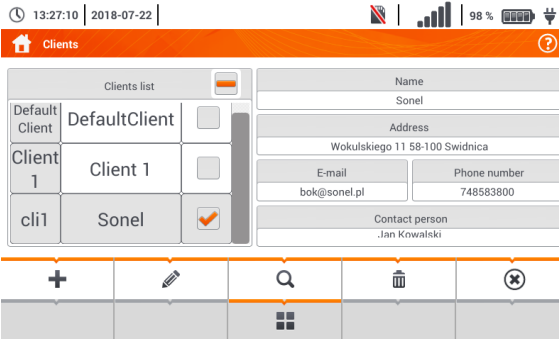 13:27:10 2018-07-22 98 %
Clients ?
Clients list
Default Client DefaultClient
Client 1 Client 1
cli1 Sonel
Name
Sonel
Address
Wokulskiego 11 58-100 Swidnica
E-mail Phone number
bok@sonel.pl 748583800
Contact person
Jan Kowalski